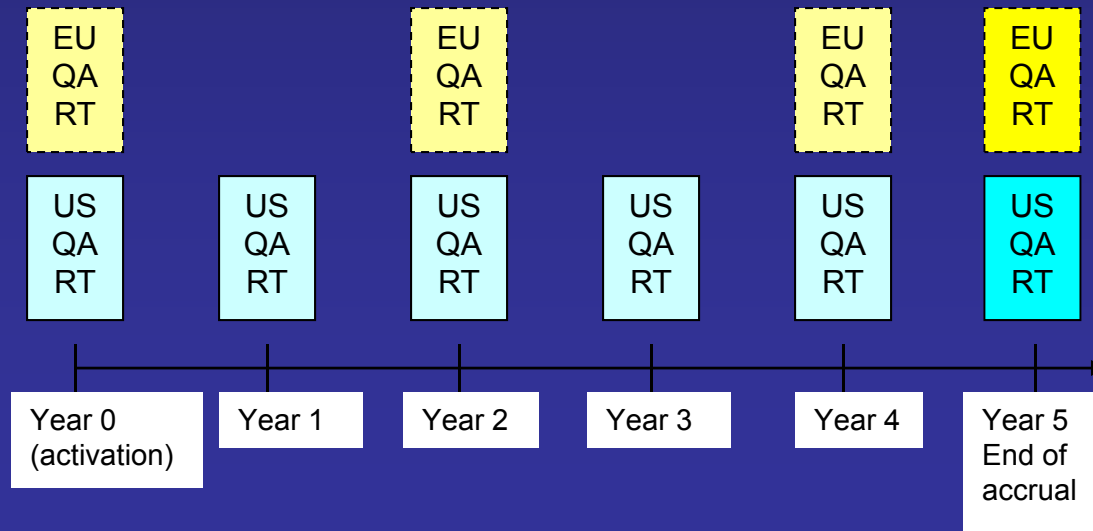 EU
QA
RT
EU
QA
RT
EU
QA
RT
EU
QA
RT
US
QA
RT
US
QA
RT
US
QA
RT
US
QA
RT
US
QA
RT
US
QA
RT
Year 0
(activation)
Year 1
Year 2
Year 3
Year 4
Year 5
End of
accrual